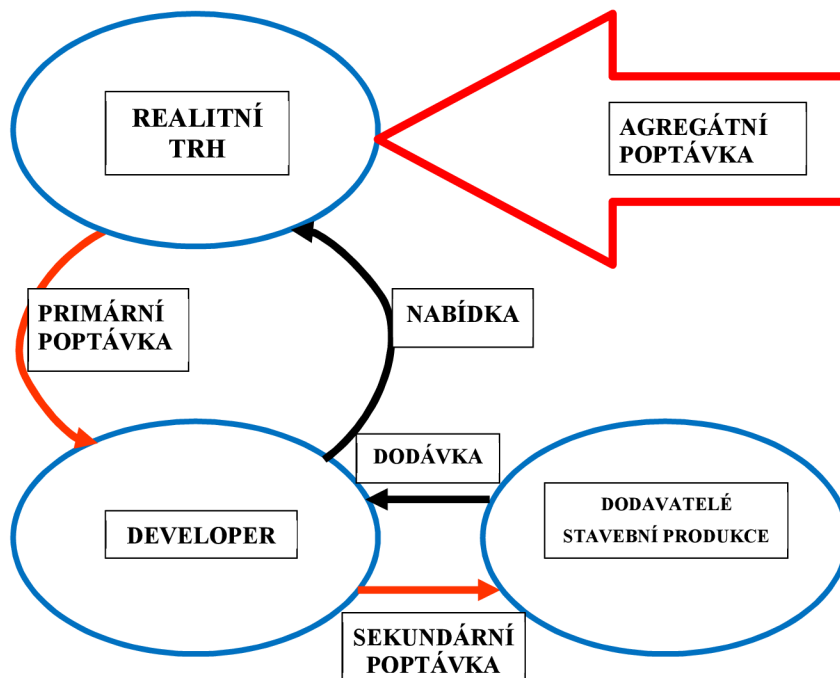 REALITNÍ
TRH
AGREGÁTNÍ
POPTÁVKA
PRIMÁRNÍ
POPTÁVKA
NABÍDKA
DODÁVKA
DEVELOPER
DODAVATELÉ
STAVEBNÍ PRODUKCE
SEKUNDÁRNÍ
POPTÁVKA